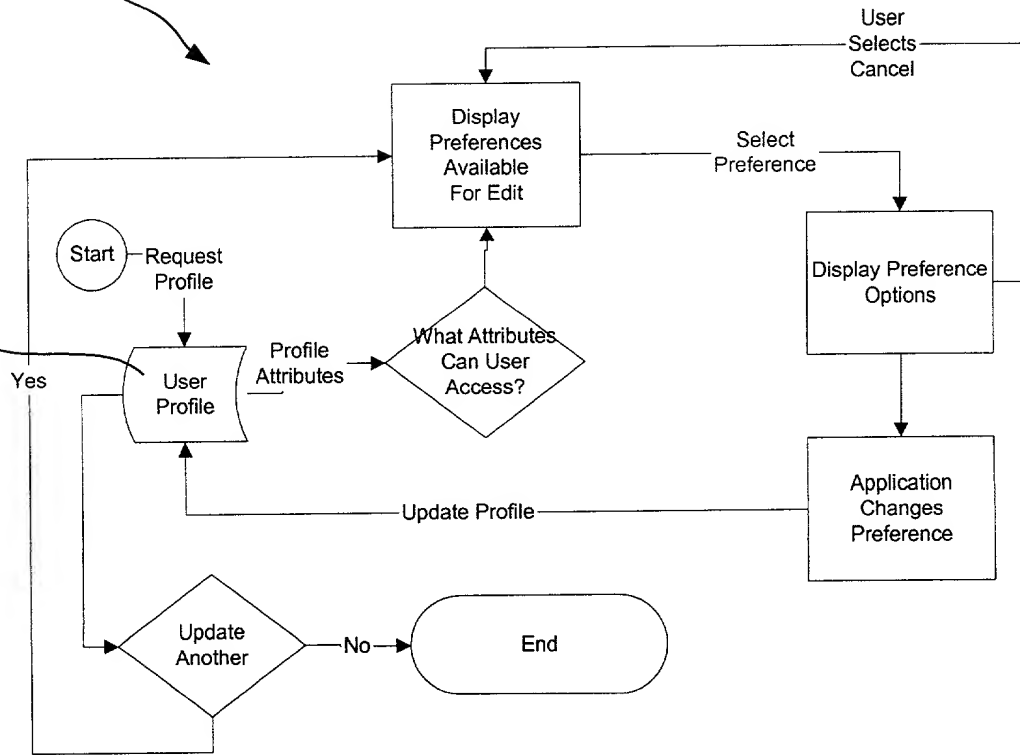 User
Selects
Cancel
Display
Preferences
Available
For Edit
Select
Preference
Start
Request
Profile
Display Preference
Options
What Attributes
Can User
Access?
Profile
Attributes
User
Profile
Yes
Application
Changes
Preference
Update Profile
Update
Another
No
End